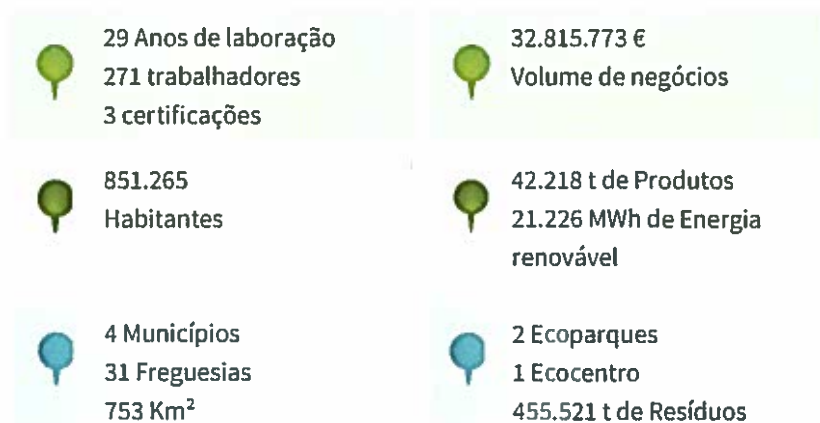 29 Anos de laboração
271 trabalhadores
3 certificações
32.815.773 €
Volume de negócios
851.265
Habitantes
42.218 t de Produtos
21.226 MWh de Energia
renovável
4 Municípios
31 Freguesias
753 Km²
2 Ecoparques
1 Ecocentro
455.521 t de Resíduos